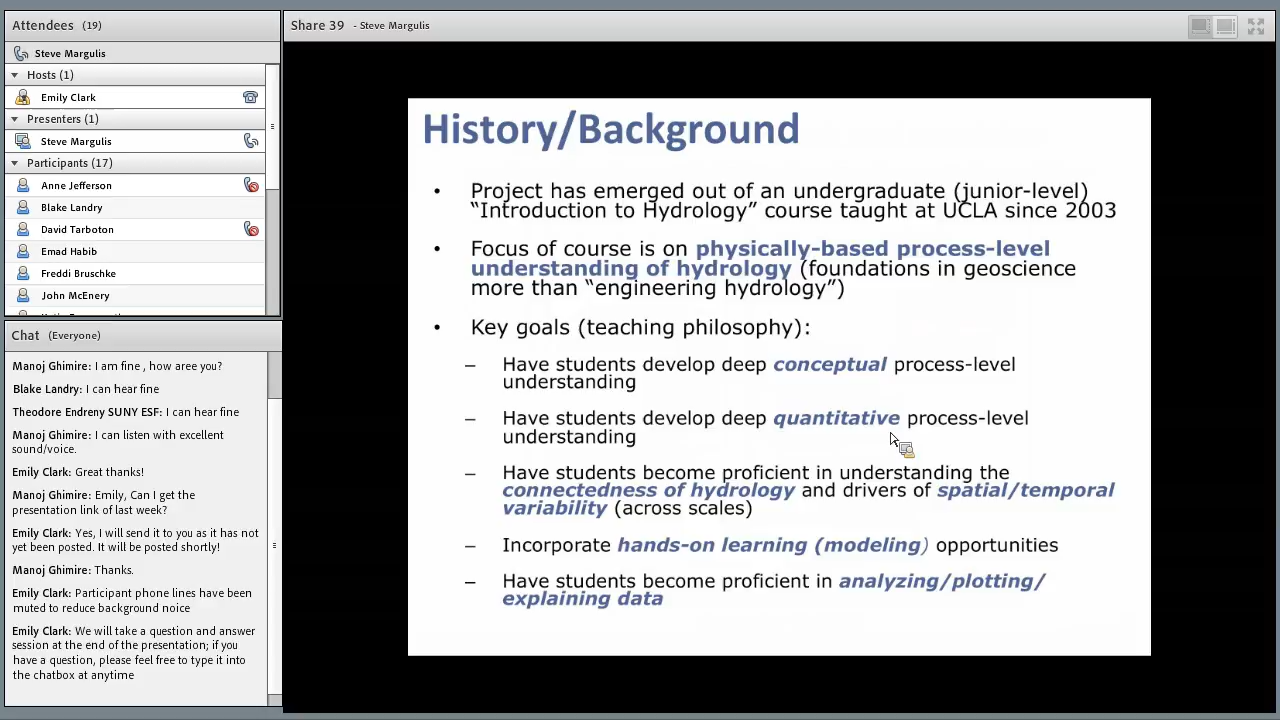 Attendees (19)
Steve Margulis
Hosts (1)
Emily Clark
Presenters (1)
Steve Margulis
Participants (17)
Anne Jefferson
Blake Landry
David Tarboton
Emad Habib
Freddi Bruschke
John McEnery
Chat (Everyone)
Manoj Ghimire: I am fine , how aree you?
Blake Landry: I can hear fine
Theodore Endreny SUNY ESF: I can hear fine
Manoj Ghimire: I can listen with excellent
sound/voice.
Emily Clark: Great thanks!
Manoj Ghimire: Emily, Can I get the
presentation link of last week?
Emily Clark: Yes, I will send it to you as it has not
yet been posted. It will be posted shortly!
Manoj Ghimire: Thanks.
Emily Clark: Participant phone lines have been
muted to reduce background noice
Emily Clark: We will take a question and answer
session at the end of the presentation; if you
have a question, please feel free to type it into
the chatbox at anytime
Share 39 - Steve Margulis
History/Background
• Project has emerged out of an undergraduate (junior-level)
“Introduction to Hydrology” course taught at UCLA since 2003
• Focus of course is on physically-based process-level
understanding of hydrology (foundations in geoscience
more than “engineering hydrology”)
• Key goals (teaching philosophy):
– Have students develop deep conceptual process-level
understanding
– Have students develop deep quantitative process-level
understanding
– Have students become proficient in understanding the
connectedness of hydrology and drivers of spatial/temporal
variability (across scales)
– Incorporate hands-on learning (modeling) opportunities
– Have students become proficient in analyzing/plotting/
explaining data